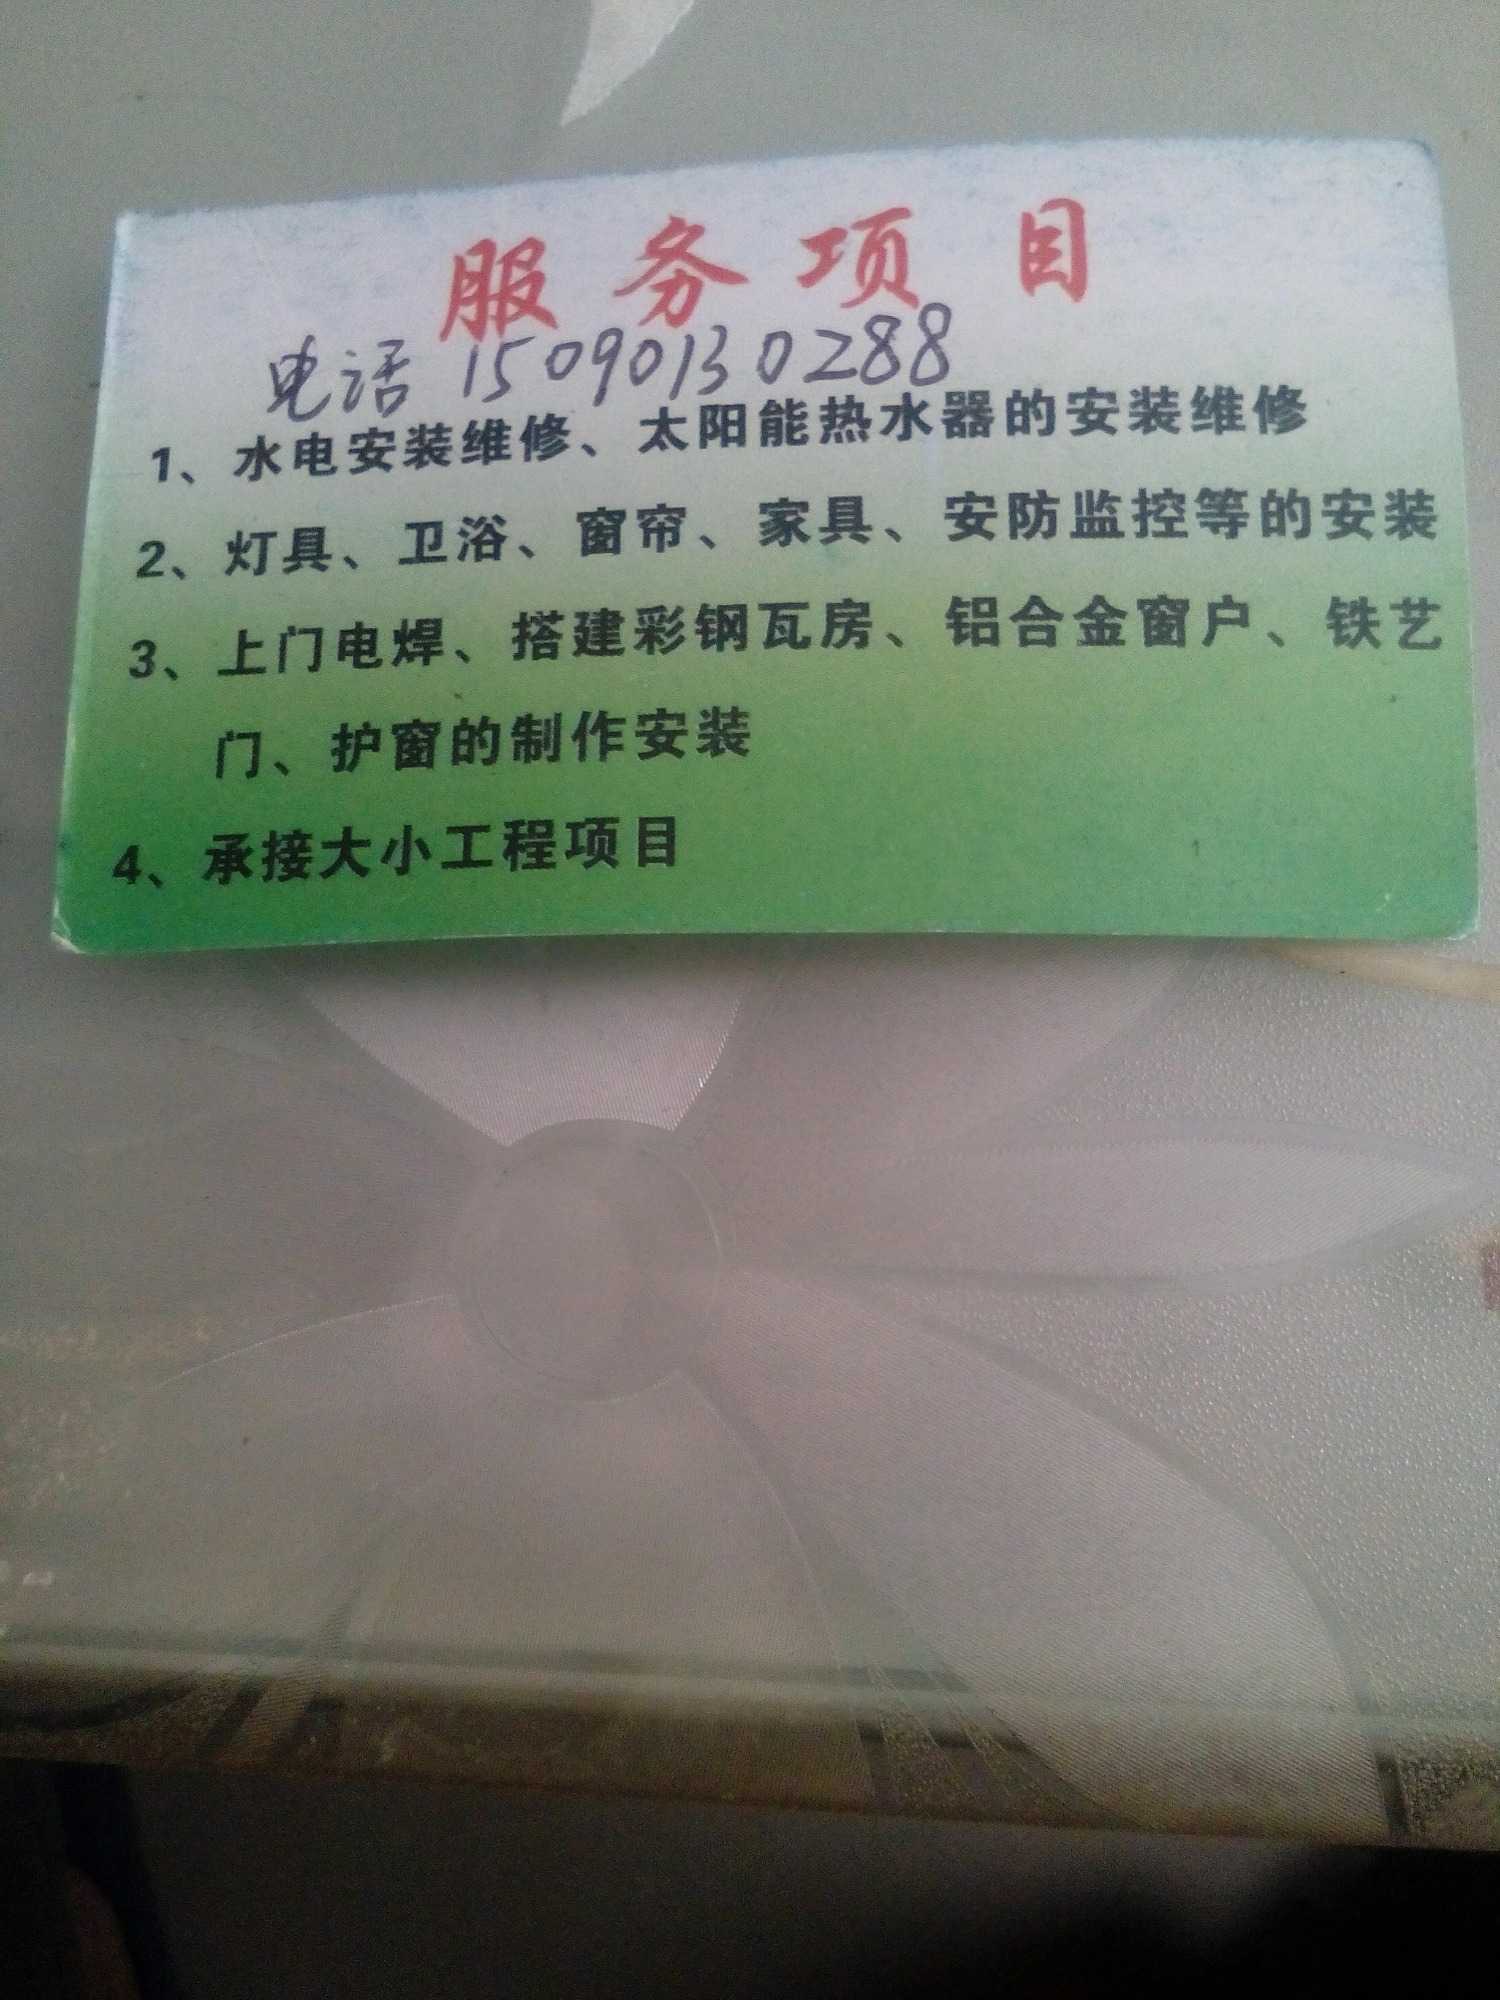 服务项目
电话 15090130288
1、水电安装维修、太阳能热水器的安装维修
2、灯具、卫浴、窗帘、家具、安防监控等的安装
3、上门电焊、搭建彩钢瓦房、铝合金窗户、铁艺
门、护窗的制作安装
4、承接大小工程项目